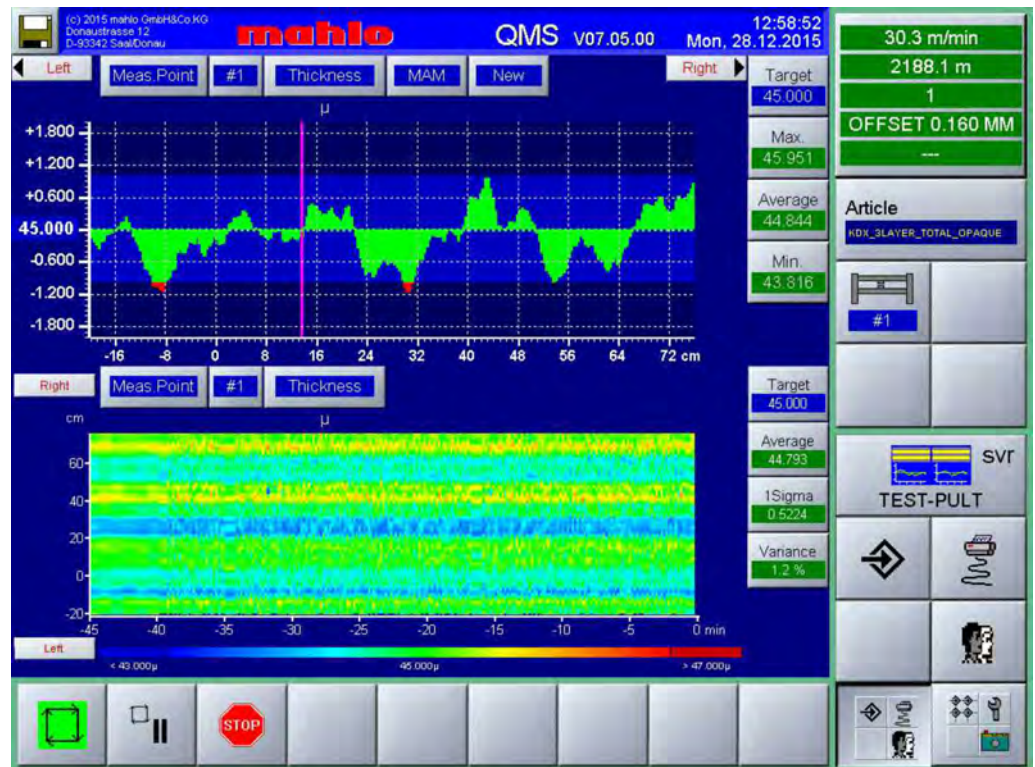 (c) 2015 mahlo GmbH&Co.KG
Donaustrasse 12
D-93342 Saal/Donau
mahlo
QMS V07.05.00
12:58:52
Mon, 28.12.2015
Left
Meas.Point
#1
Thickness
MAM
New
Right
µ
+1.800
+1.200
+0.600
45.000
-0.600
-1.200
-1.800
-16 -8 0 8 16 24 32 40 48 56 64 72 cm
Target
45.000
Max.
45.951
Average
44.844
Min.
43.816
Right
Meas.Point
#1
Thickness
cm
µ
60
40
20
0
-20
-45 -40 -35 -30 -25 -20 -15 -10 -5 0 min
Left
< 43.000µ
45.000µ
> 47.000µ
Target
45.000
Average
44.793
1Sigma
0.5224
Variance
1.2 %
STOP
30.3 m/min
2188.1 m
1
OFFSET 0.160 MM
---
Article
KDX_3LAYER_TOTAL_OPAQUE
#1
svr
TEST-PULT